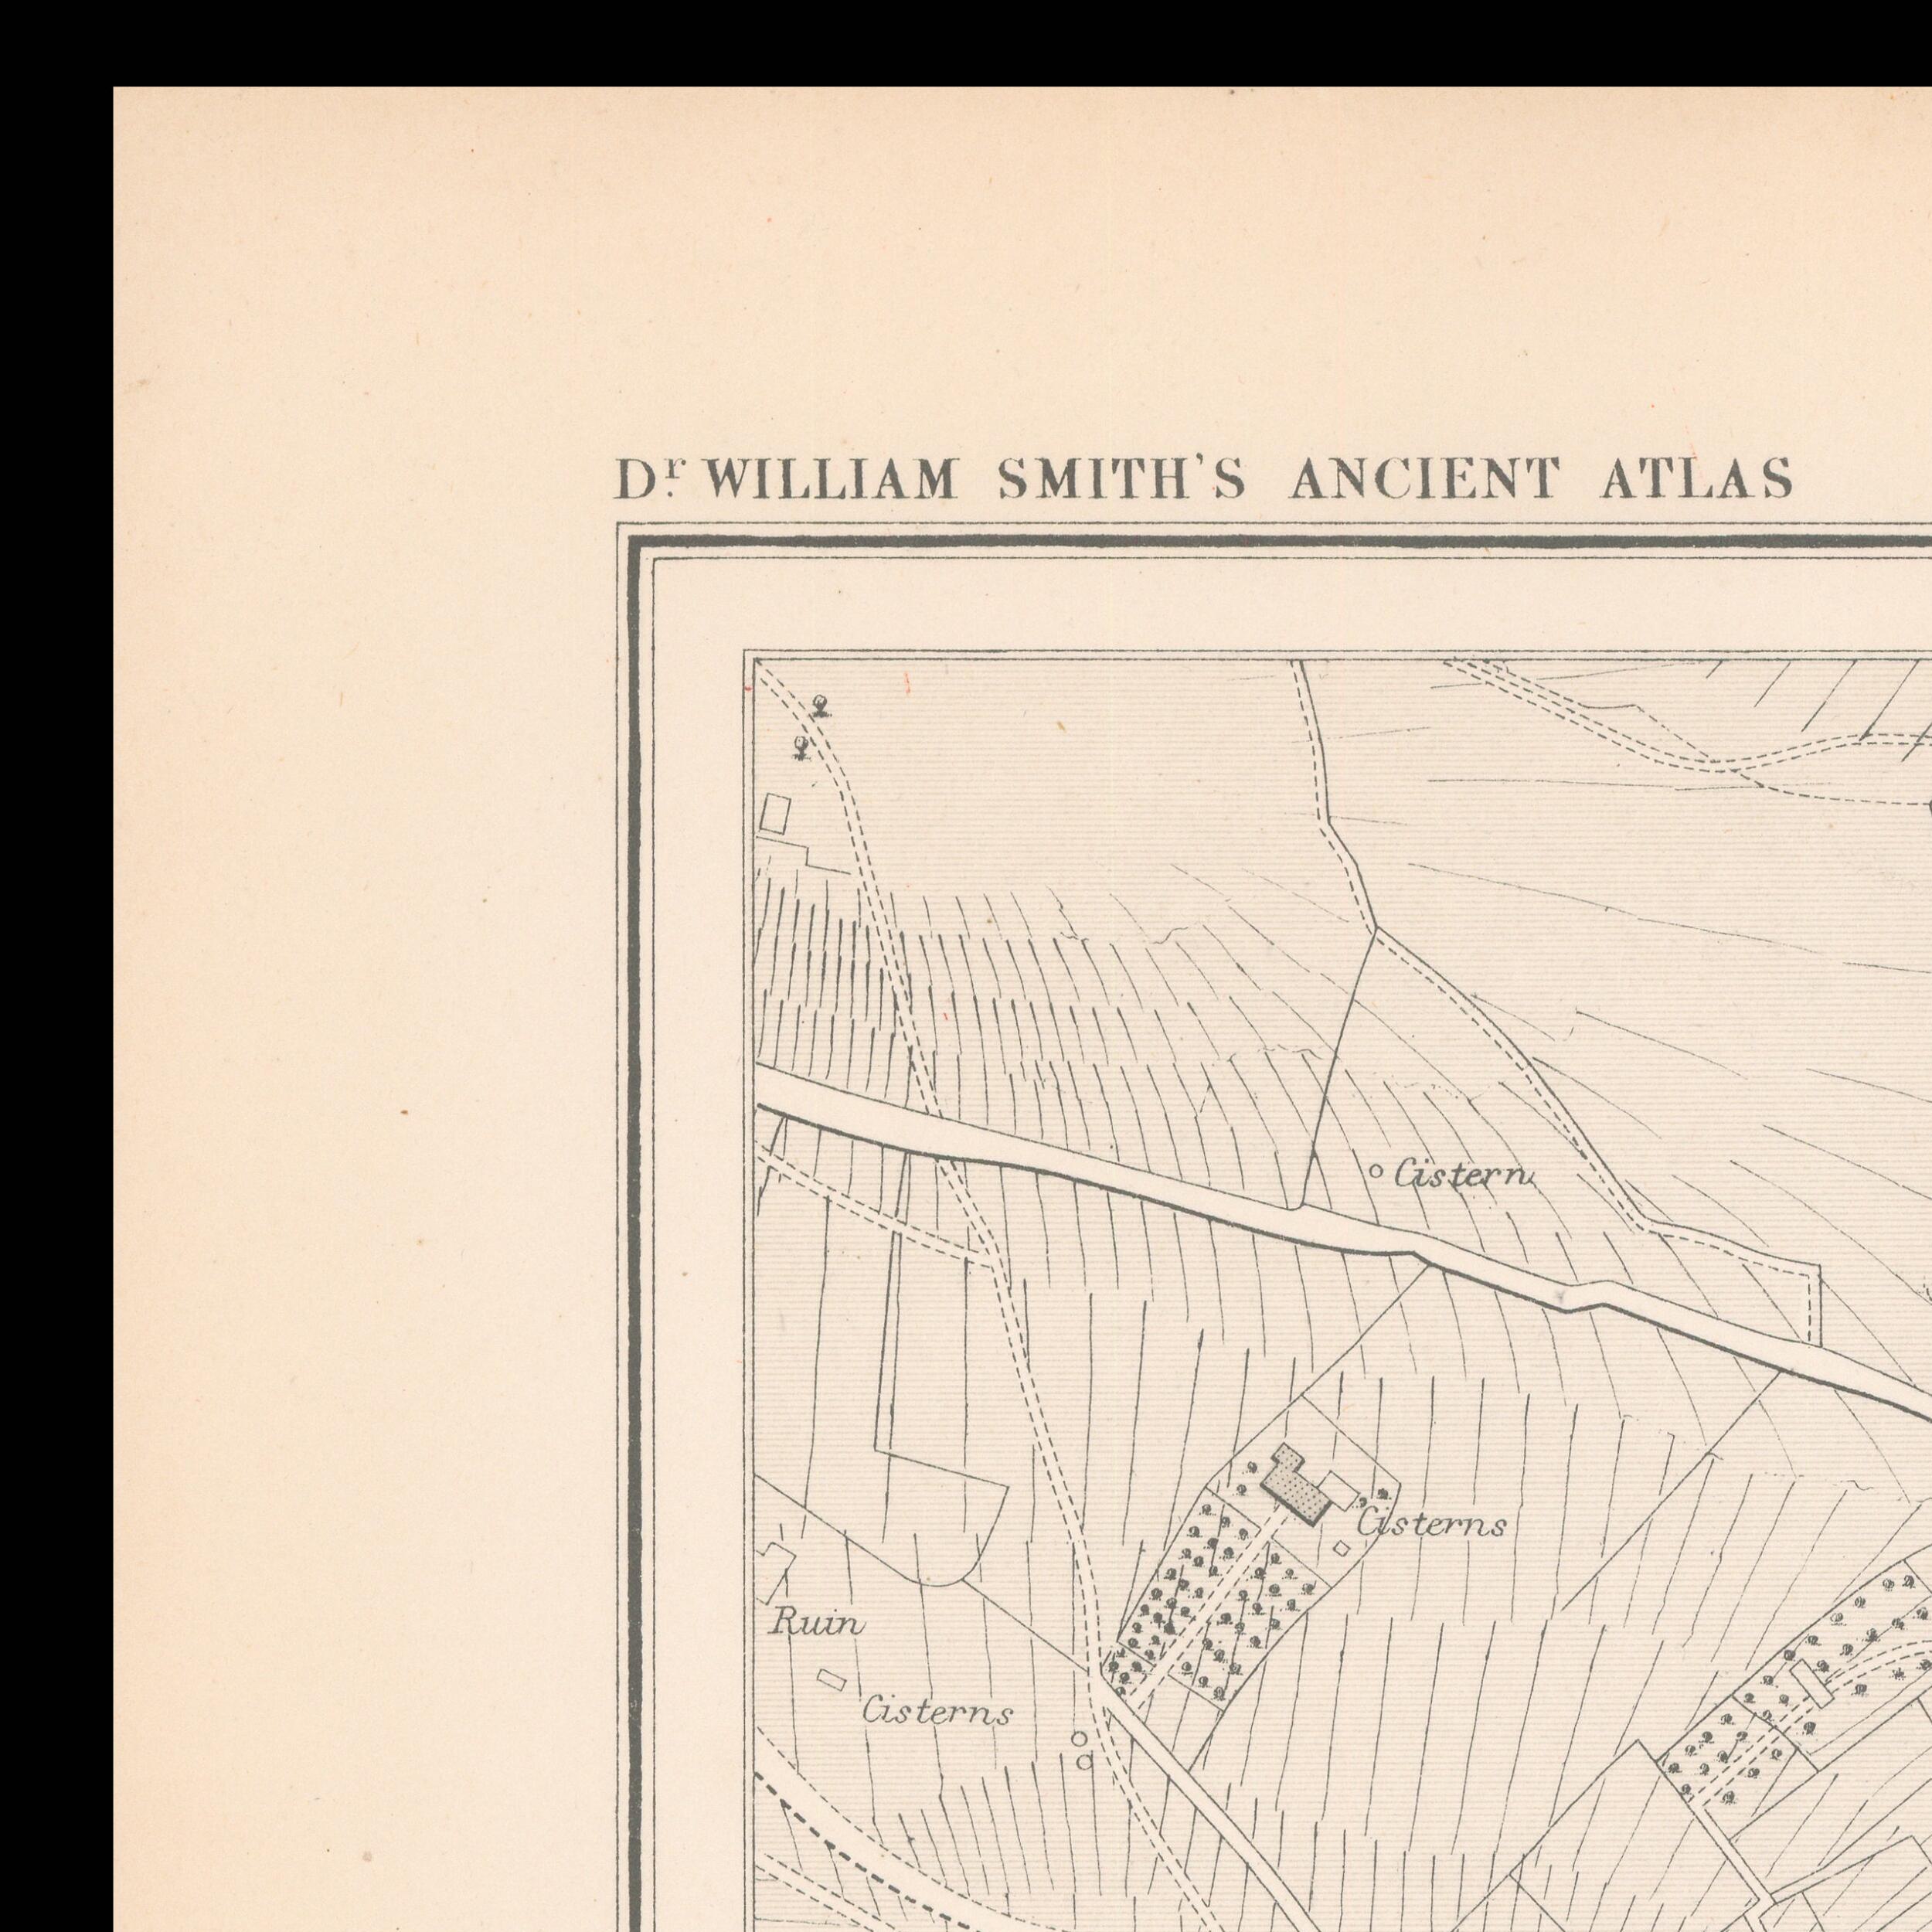 Dr. WILLIAM SMITH'S ANCIENT ATLAS
Cistern
Cisterns
Ruin
Cisterns